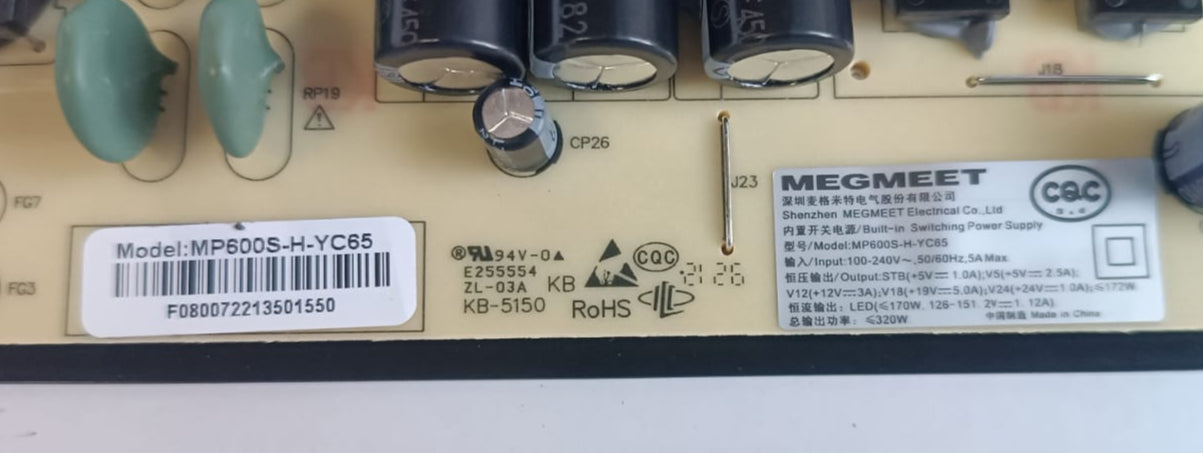 450
82
45
RP19
CP26
J18
J23
FG7
FG3
Model:MP600S-H-YC65
F080072213501550
94V-0
E255554
ZL-03A
KB-5150
KB
RoHS
CQC
2126
MEGMEET
CQC
深圳麦格米特电气股份有限公司
Shenzhen MEGMEET Electrical Co.,Ltd
内置开关电源/Built-in Switching Power Supply
型号/Model:MP600S-H-YC65
输入/Input:100-240V~,50/60Hz,5A Max.
恒压输出/Output:STB(+5V⎓1.0A);VS(+5V⎓2.5A);
V12(+12V⎓3A);V18(+19V⎓5.0A);V24(+24V⎓1.0A);≤172W
恒流输出: LED(≤170W, 126-151.2V⎓1.12A)
总输出功率: ≤320W
中国制造 Made in China